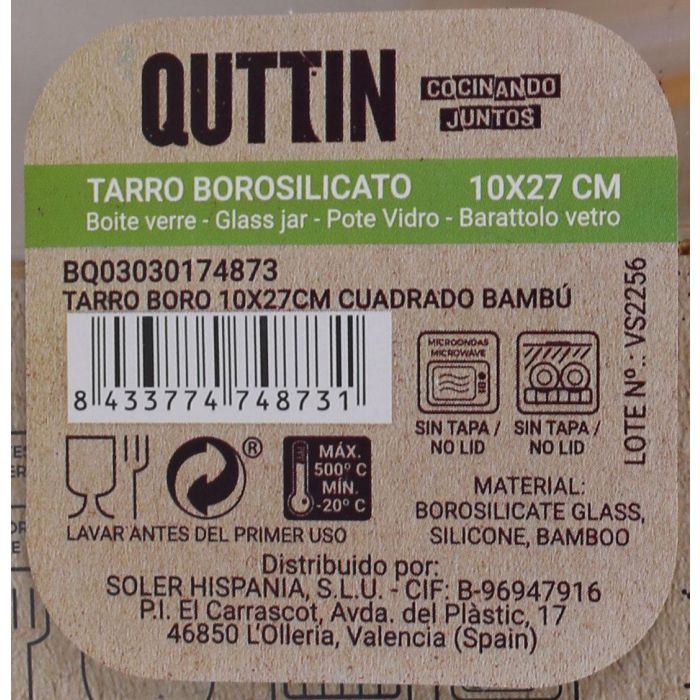 QUTTIN COCINANDO JUNTOS
TARRO BOROSILICATO 10X27 CM
Boite verre - Glass jar - Pote Vidro - Barattolo vetro
BQ03030174873
TARRO BORO 10X27CM CUADRADO BAMBÚ
8 433774 748731
MICROONDAS
MICROWAVE
SIN TAPA /
NO LID
SIN TAPA /
NO LID
LOTE Nº.: VS2256
®
MÁX.
500º C
MÍN.
-20º C
LAVAR ANTES DEL PRIMER USO
MATERIAL:
BOROSILICATE GLASS,
SILICONE, BAMBOO
Distribuido por:
SOLER HISPANIA, S.L.U. - CIF: B-96947916
P.I. El Carrascot, Avda. del Plàstic, 17
46850 L'Olleria, Valencia (Spain)